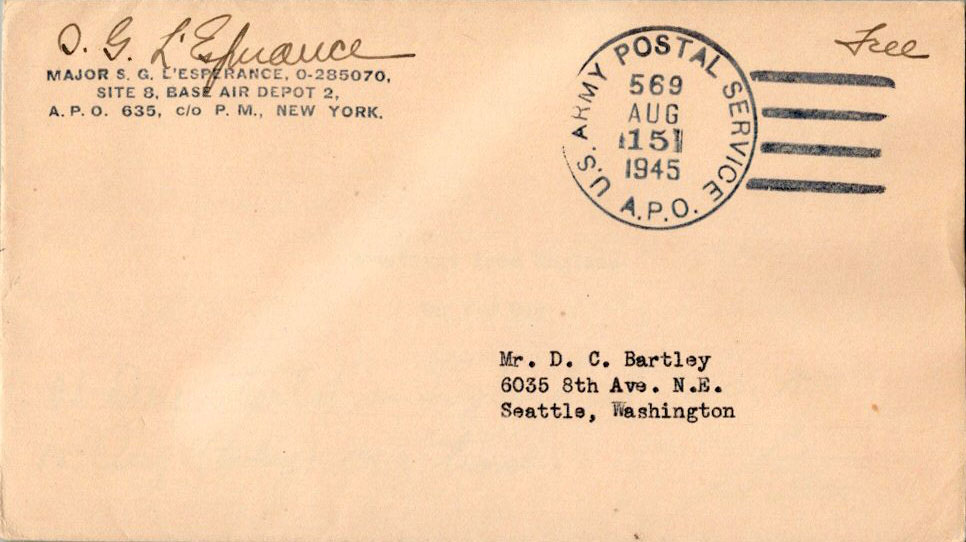 S. G. L'Esperance
MAJOR S. G. L'ESPERANCE, O-285070,
SITE 8, BASE AIR DEPOT 2,
A. P. O. 635, c/o P. M., NEW YORK.
U.S. ARMY POSTAL SERVICE
569
AUG
15
1945
A.P.O.
Free
Mr. D. C. Bartley
6035 8th Ave. N.E.
Seattle, Washington